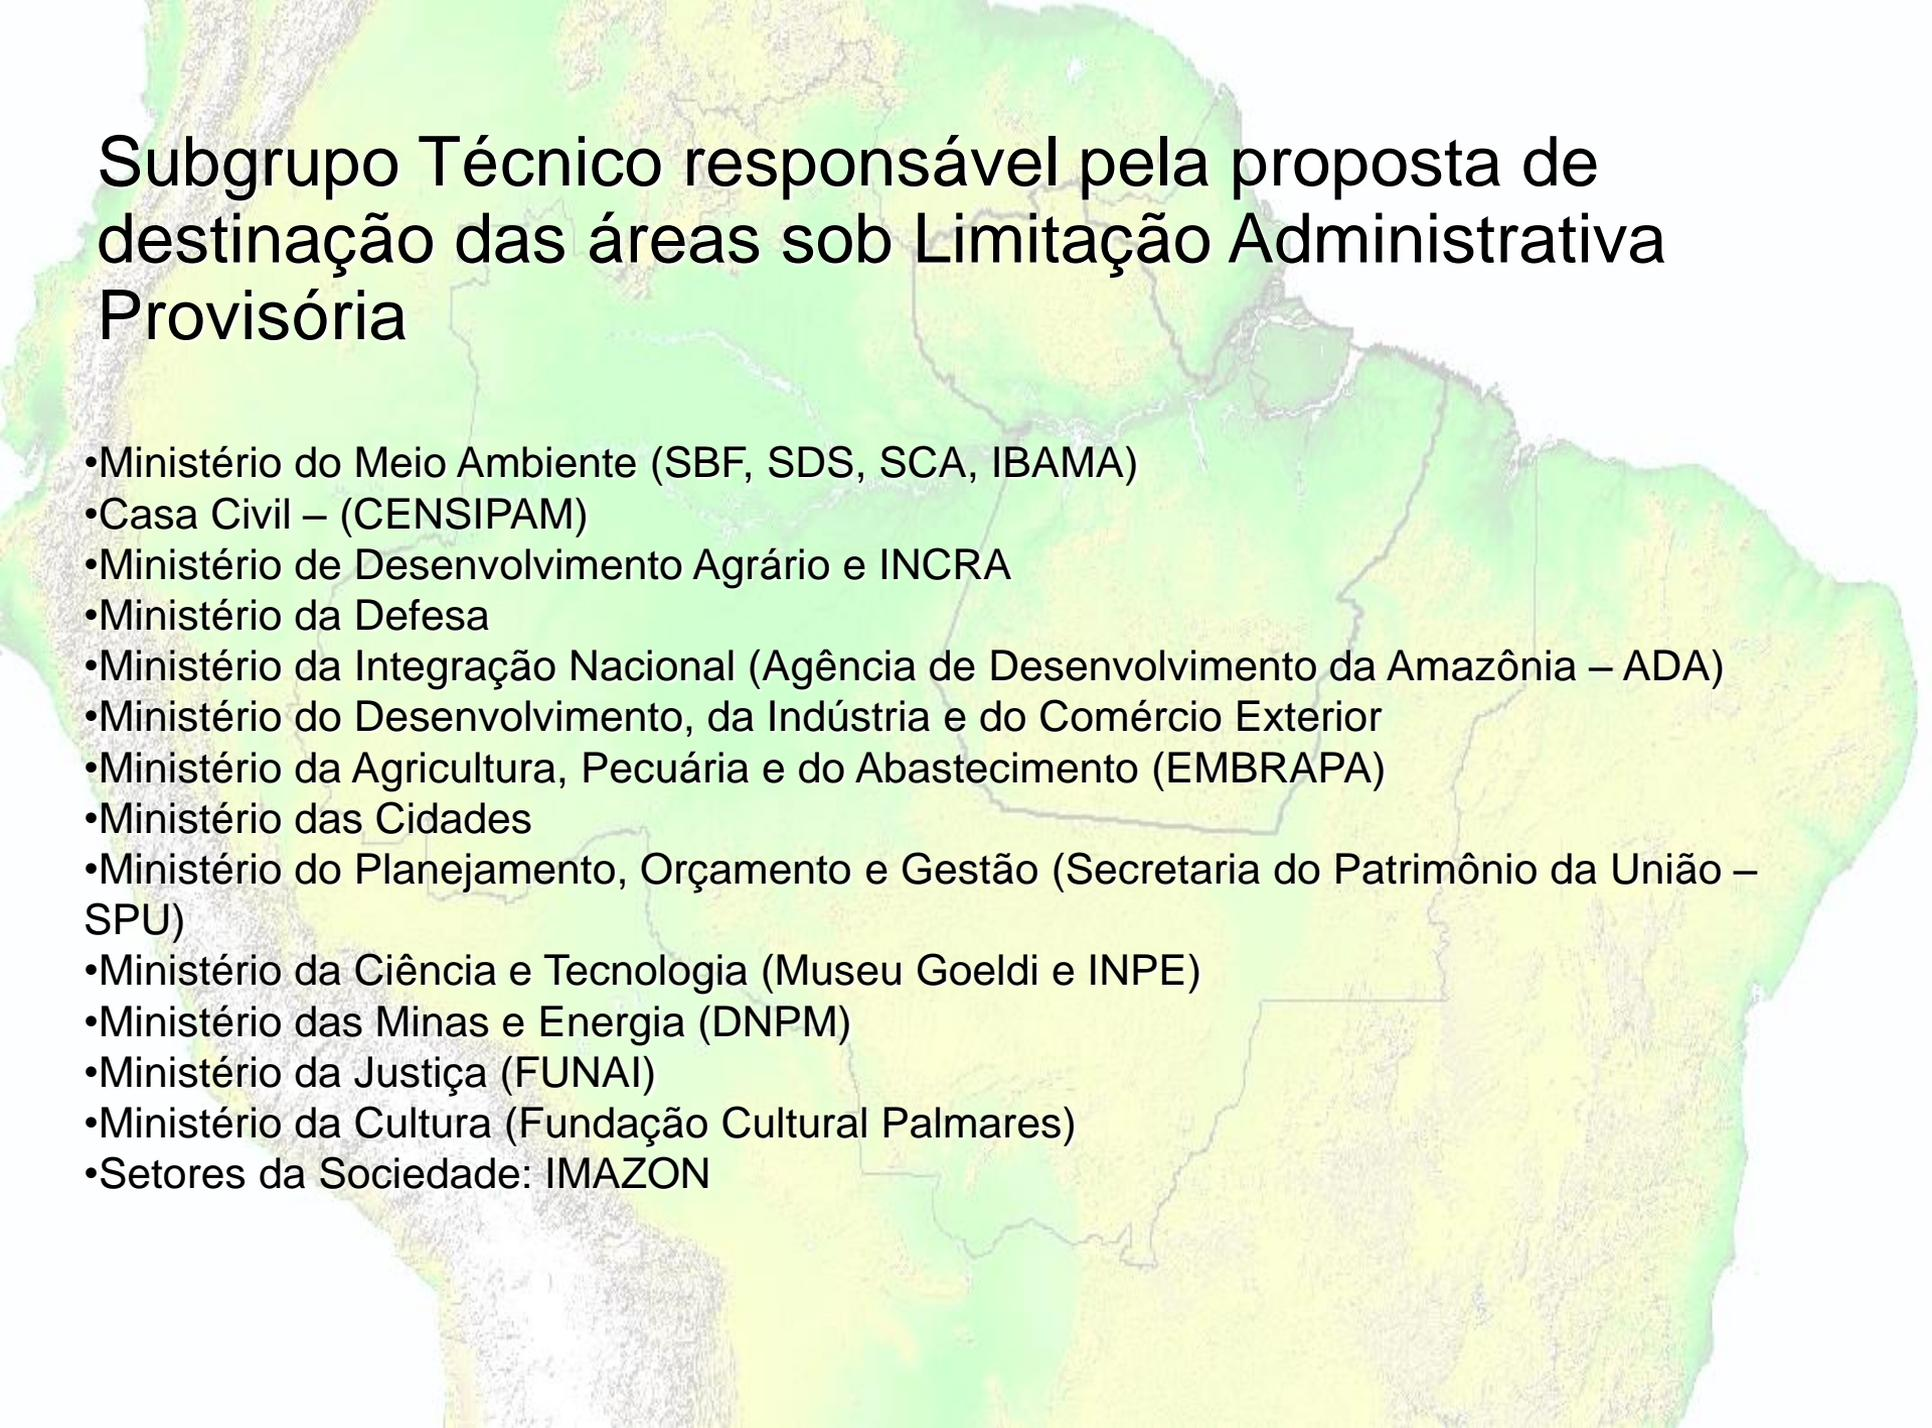 Subgrupo Técnico responsável pela proposta de
destinação das áreas sob Limitação Administrativa
Provisória
•Ministério do Meio Ambiente (SBF, SDS, SCA, IBAMA)
•Casa Civil – (CENSIPAM)
•Ministério de Desenvolvimento Agrário e INCRA
•Ministério da Defesa
•Ministério da Integração Nacional (Agência de Desenvolvimento da Amazônia – ADA)
•Ministério do Desenvolvimento, da Indústria e do Comércio Exterior
•Ministério da Agricultura, Pecuária e do Abastecimento (EMBRAPA)
•Ministério das Cidades
•Ministério do Planejamento, Orçamento e Gestão (Secretaria do Patrimônio da União –
SPU)
•Ministério da Ciência e Tecnologia (Museu Goeldi e INPE)
•Ministério das Minas e Energia (DNPM)
•Ministério da Justiça (FUNAI)
•Ministério da Cultura (Fundação Cultural Palmares)
•Setores da Sociedade: IMAZON